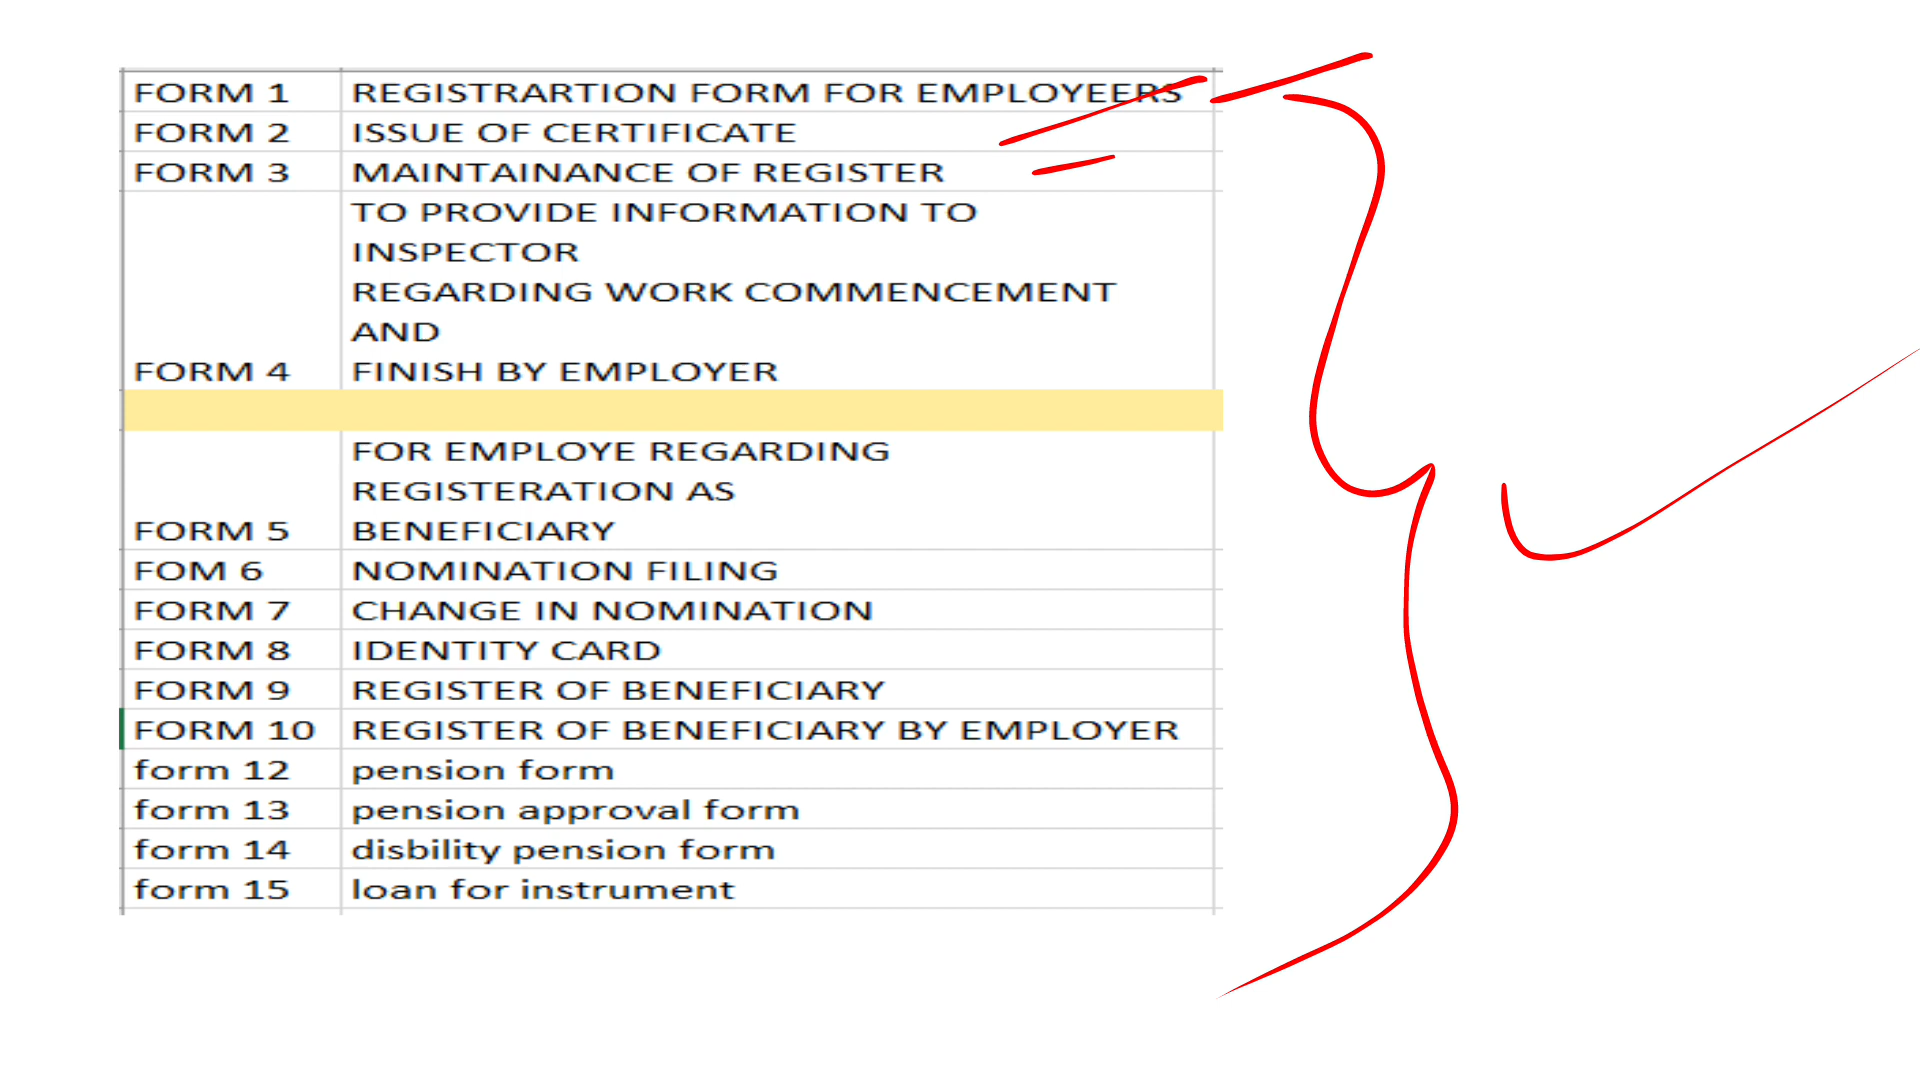 FORM 1 REGISTRARTION FORM FOR EMPLOYEERS
FORM 2 ISSUE OF CERTIFICATE
FORM 3 MAINTAINANCE OF REGISTER
TO PROVIDE INFORMATION TO
INSPECTOR
REGARDING WORK COMMENCEMENT
AND
FORM 4 FINISH BY EMPLOYER
FOR EMPLOYE REGARDING
REGISTERATION AS
FORM 5 BENEFICIARY
FOM 6 NOMINATION FILING
FORM 7 CHANGE IN NOMINATION
FORM 8 IDENTITY CARD
FORM 9 REGISTER OF BENEFICIARY
FORM 10 REGISTER OF BENEFICIARY BY EMPLOYER
form 12 pension form
form 13 pension approval form
form 14 disbility pension form
form 15 loan for instrument